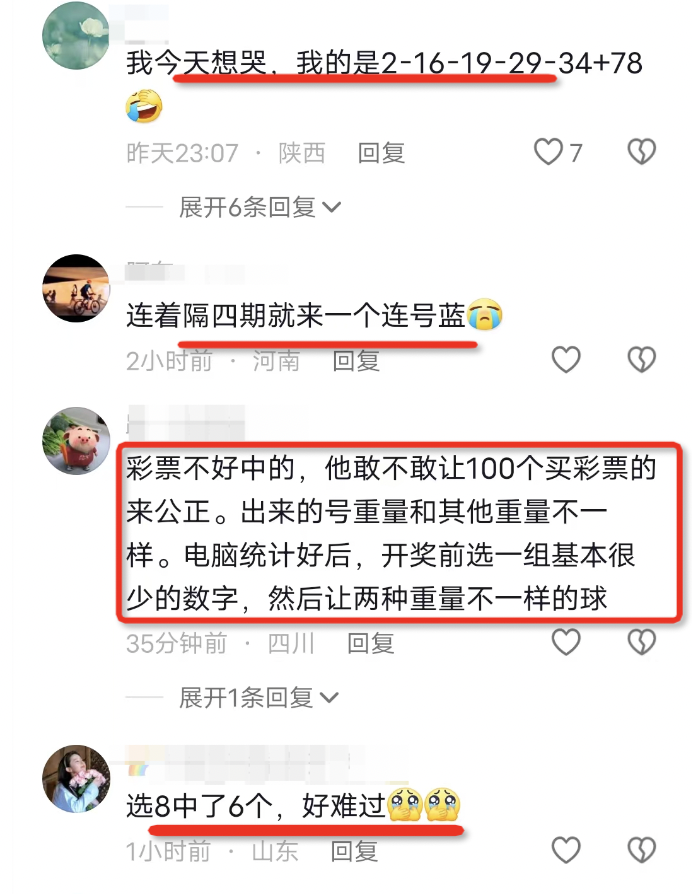 我今天想哭，我的是2-16-19-29-34+78
昨天23:07 · 陕西 回复
7
展开6条回复
连着隔四期就来一个连号蓝
2小时前 · 河南 回复
彩票不好中的，他敢不敢让100个买彩票的
来公正。出来的号重量和其他重量不一
样。电脑统计好后，开奖前选一组基本很
少的数字，然后让两种重量不一样的球
35分钟前 · 四川 回复
展开1条回复
选8中了6个，好难过
1小时前 · 山东 回复